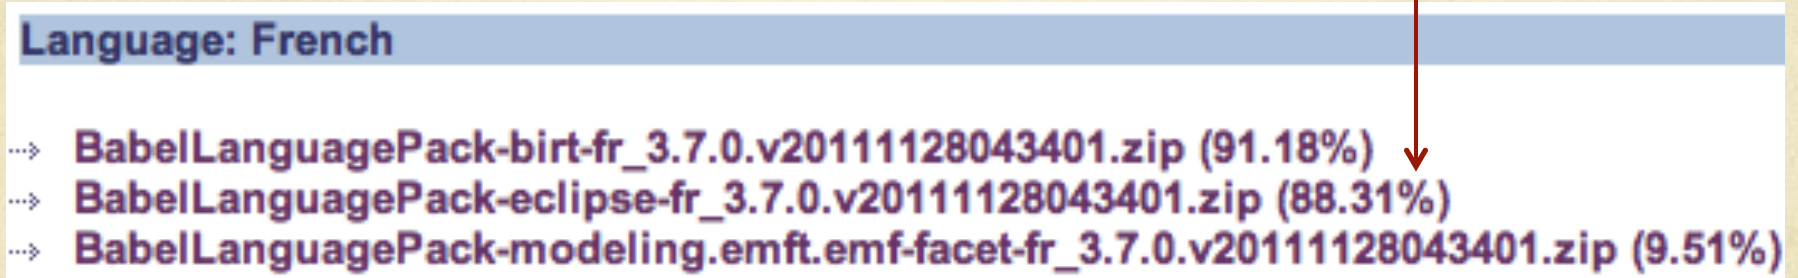 Language: French
BabelLanguagePack-birt-fr_3.7.0.v20111128043401.zip (91.18%)
BabelLanguagePack-eclipse-fr_3.7.0.v20111128043401.zip (88.31%)
BabelLanguagePack-modeling.emft.emf-facet-fr_3.7.0.v20111128043401.zip (9.51%)